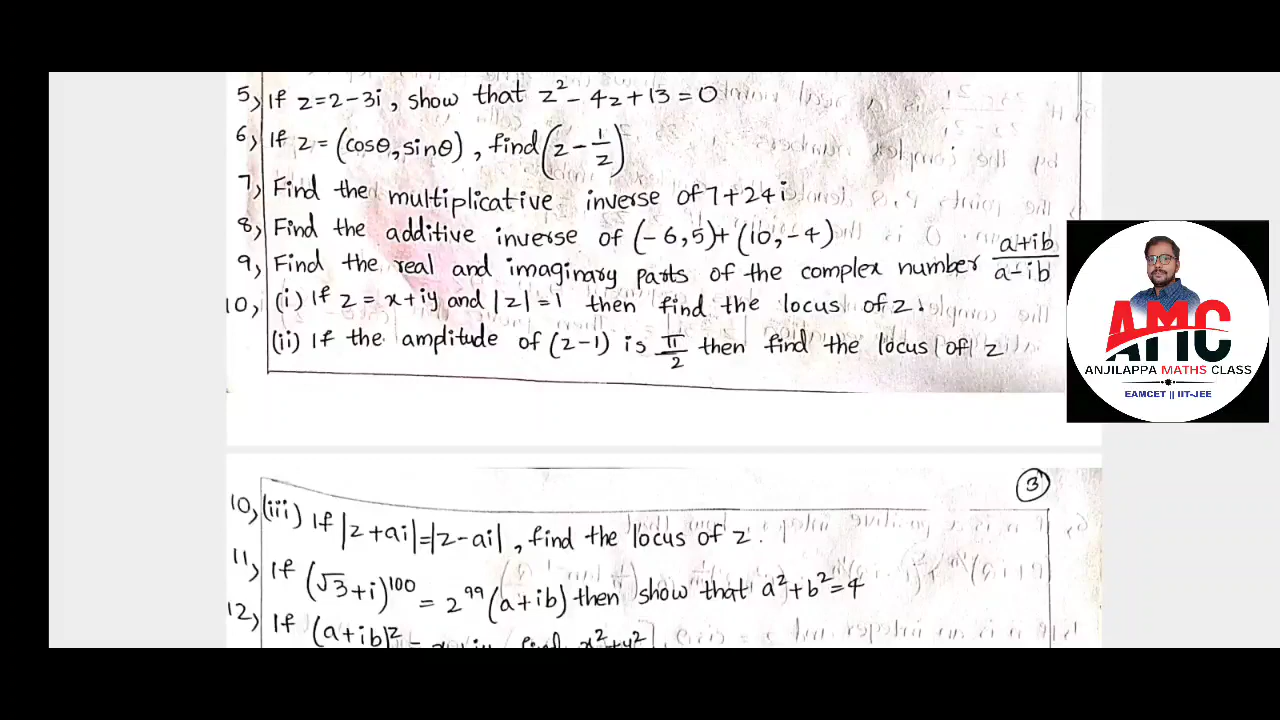 5) If z=2-3i, show that z²-4z+13=0
6) If z=(cosθ,sinθ), find(z-1/z)
7) Find the multiplicative inverse of 7+24i
8) Find the additive inverse of (-6,5)+(10,-4)
9) Find the real and imaginary parts of the complex number a+ib/a-ib
10) (i) If z=x+iy and |z|=1 then find the locus of z.
(ii) If the amplitude of (z-1) is π/2 then find the locus of z
AMC
ANJILAPPA MATHS CLASS
EAMCET || IIT-JEE
3
10) (iii) If |z+ai|=|z-ai|, find the locus of z.
11) If (√3+i)¹⁰⁰=2⁹⁹(a+ib) then show that a²+b²=4
12) If (a+ib)² = x+iy, find x²+y²